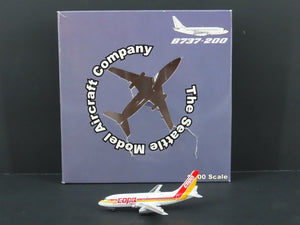 B737-200
The Seattle Model Aircraft Company
00 Scale
copa